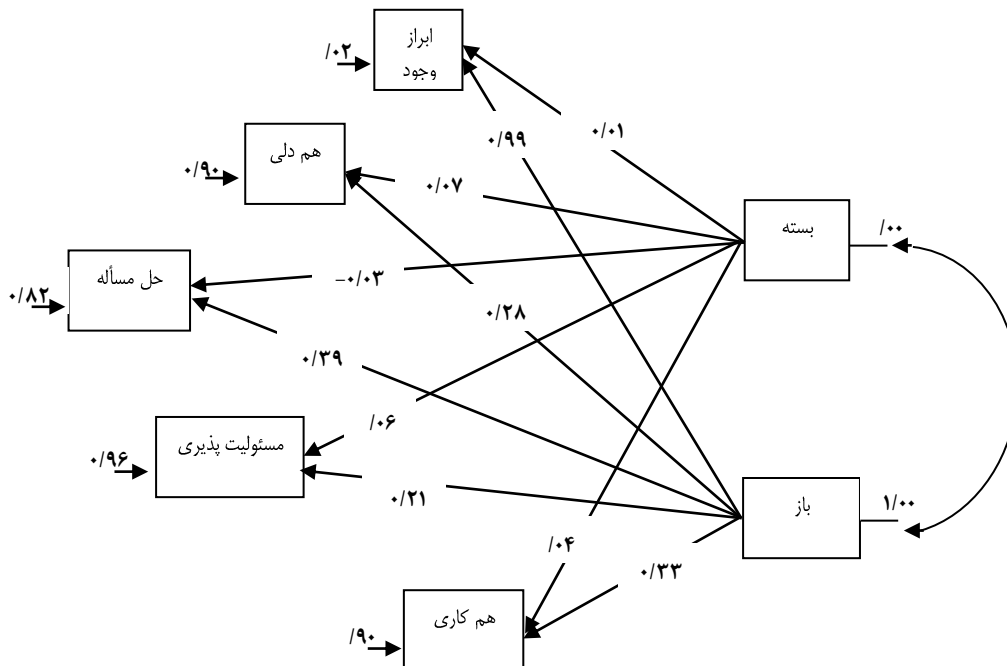 ابراز
وجود
/۰۲
۰/۹۹
۰/۰۱
هم دلی
۰/۹۰
۰/۰۷
بسته
/۰۰
حل مسأله
۰/۸۲
-۰/۰۳
۰/۲۸
۰/۳۹
مسئولیت پذیری
۰/۹۶
/۰۶
۰/۲۱
باز
۱/۰۰
/۰۴
۰/۳۳
هم کاری
/۹۰